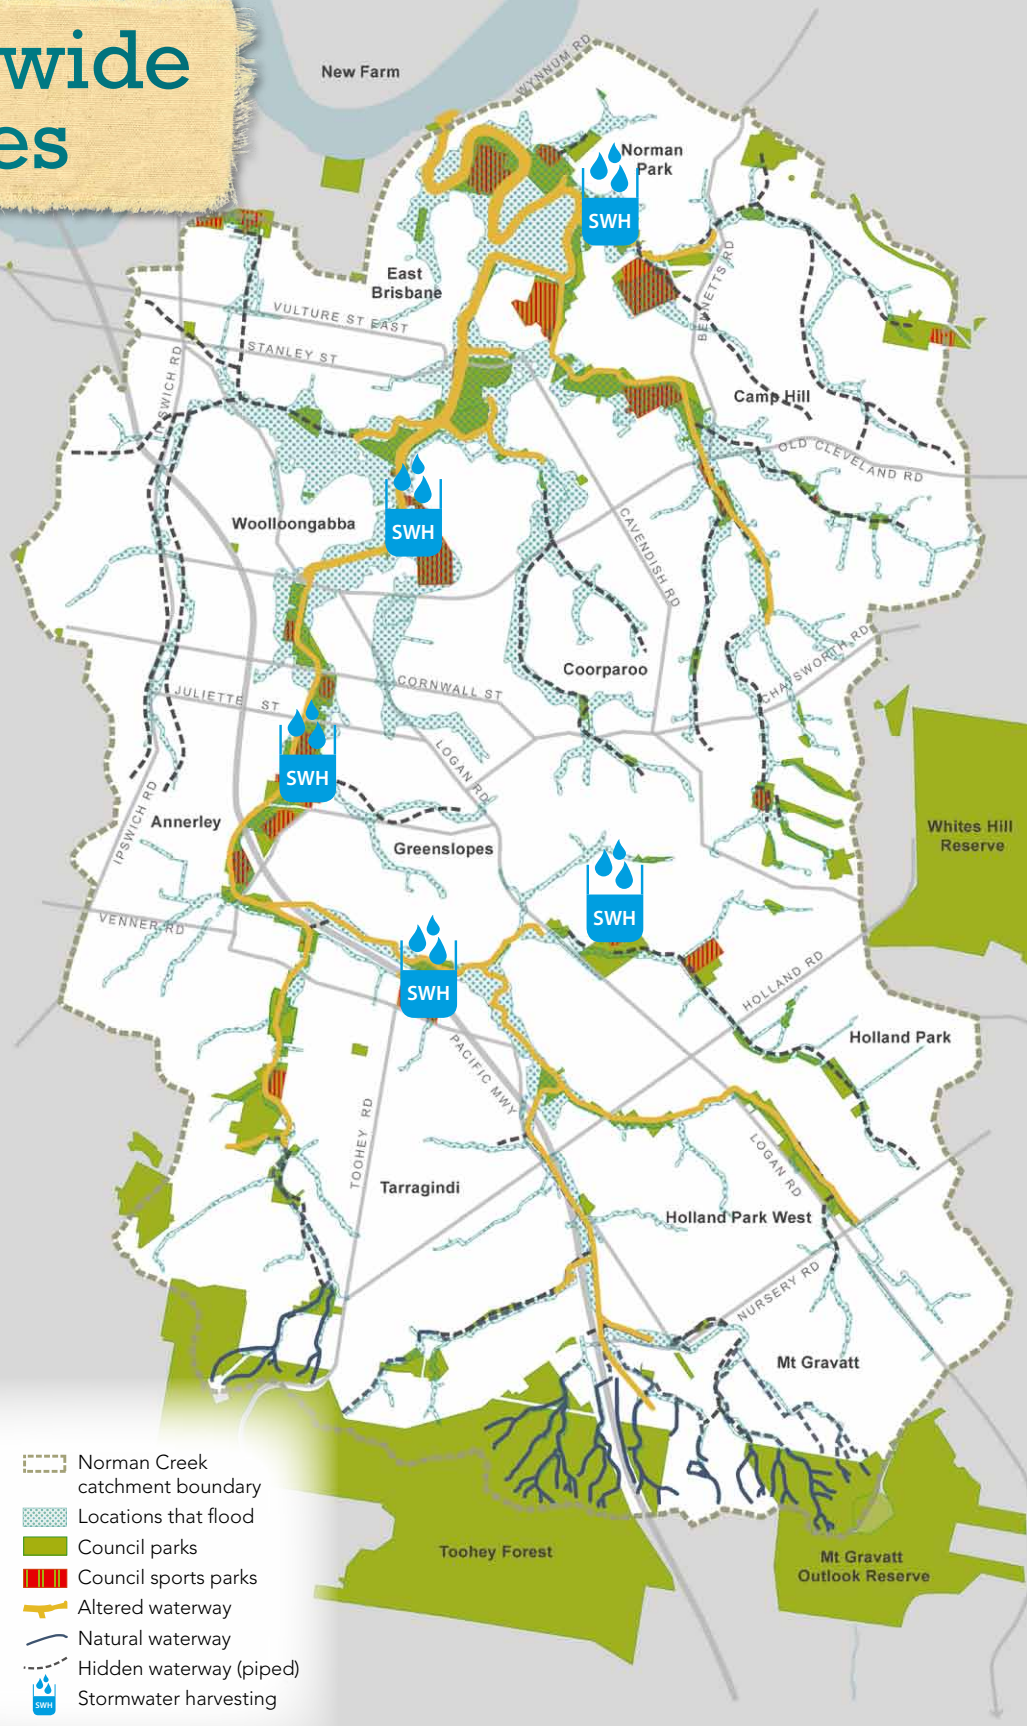 wide
es
New Farm
WYNNUM RD
Norman
Park
SWH
East
Brisbane
VULTURE ST EAST
STANLEY ST
BENNETTS RD
IPSWICH RD
Camp Hill
OLD CLEVELAND RD
Woolloongabba
SWH
CAVENDISH RD
Coorparoo
CHATSWORTH RD
JULIETTE ST
CORNWALL ST
LOGAN RD
SWH
IPSWICH RD
Annerley
Greenslopes
Whites Hill
Reserve
SWH
VENNER RD
SWH
HOLLAND RD
Holland Park
PACIFIC MWY
TOOHEY RD
LOGAN RD
Tarragindi
Holland Park West
NURSERY RD
Mt Gravatt
Toohey Forest
Mt Gravatt
Outlook Reserve
Norman Creek
catchment boundary
Locations that flood
Council parks
Council sports parks
Altered waterway
Natural waterway
Hidden waterway (piped)
SWH
Stormwater harvesting